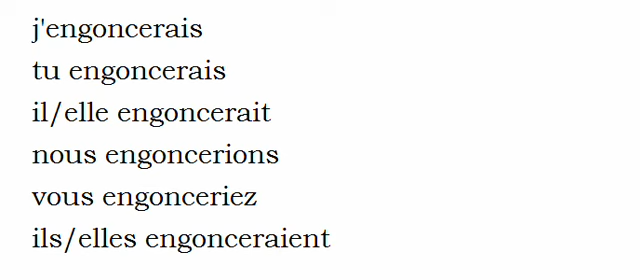 j'engoncerais
tu engoncerais
il/elle engoncerait
nous engoncerions
vous engonceriez
ils/elles engonceraient